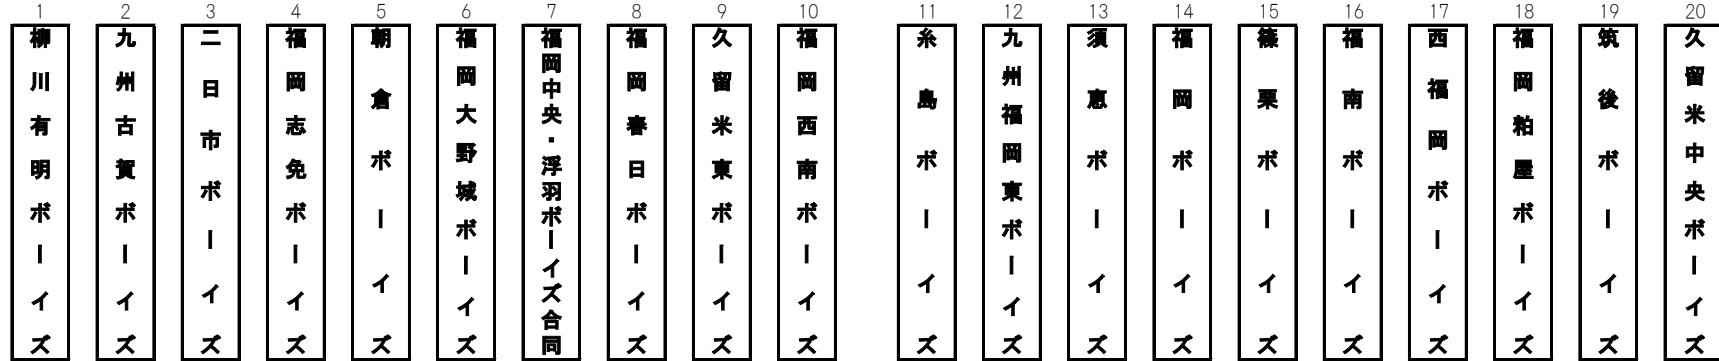 1 2 3 4 5 6 7 8 9 10 11 12 13 14 15 16 17 18 19 20
柳川有明ボーイズ
九州古賀ボーイズ
二日市ボーイズ
福岡志免ボーイズ
朝倉ボーイズ
福岡大野城ボーイズ
福岡中央・浮羽ボーイズ合同
福岡春日ボーイズ
久留米東ボーイズ
福岡西南ボーイズ
糸島ボーイズ
九州福岡東ボーイズ
須恵ボーイズ
福岡ボーイズ
篠栗ボーイズ
福南ボーイズ
西福岡ボーイズ
福岡粕屋ボーイズ
筑後ボーイズ
久留米中央ボーイズ